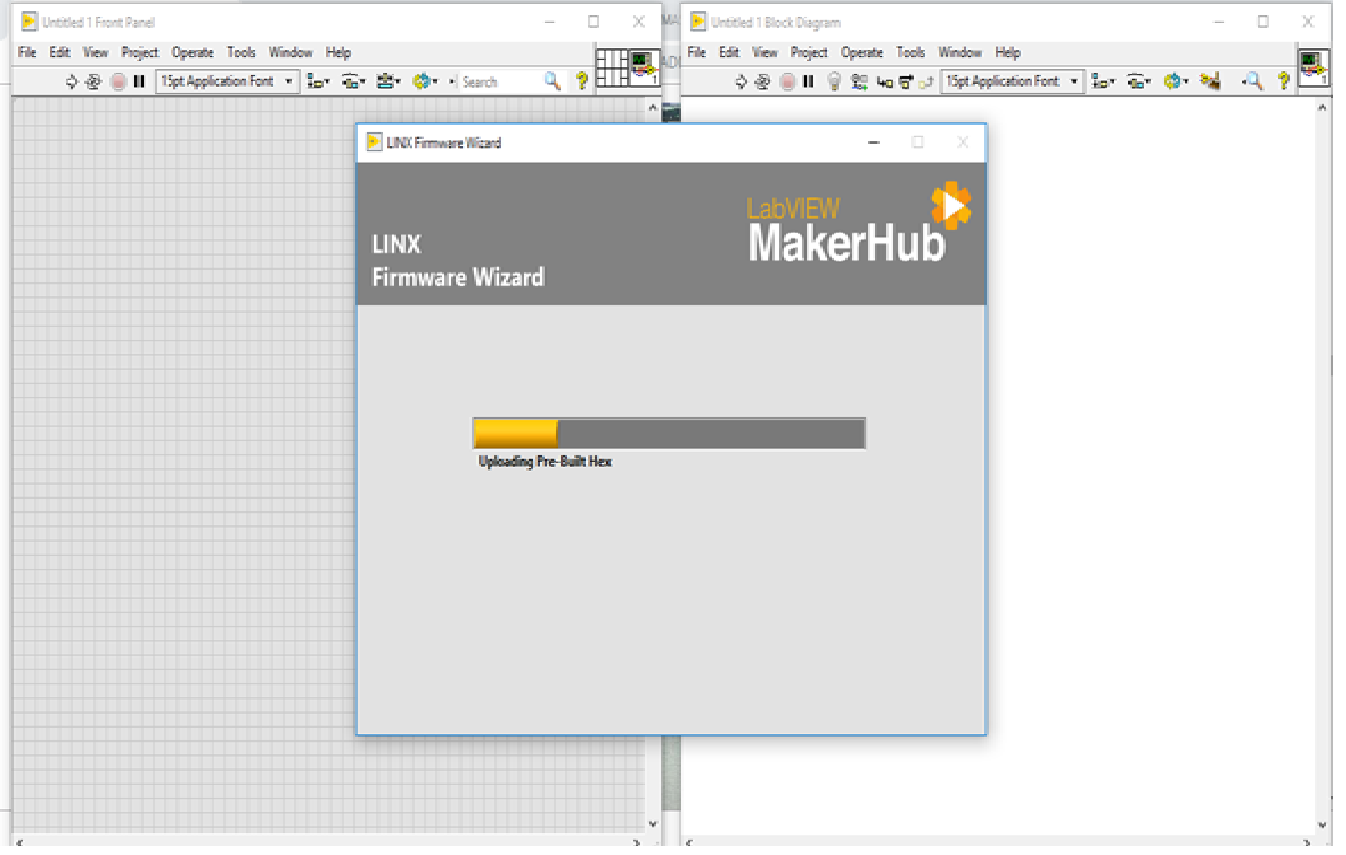 Untitled 1 Front Panel
File Edit View Project Operate Tools Window Help
15pt Application Font
Search
1
Untitled 1 Block Diagram
File Edit View Project Operate Tools Window Help
15pt Application Font
1
LINX Firmware Wizard
LabVIEW
MakerHub
LINX
Firmware Wizard
Uploading Pre-Built Hex